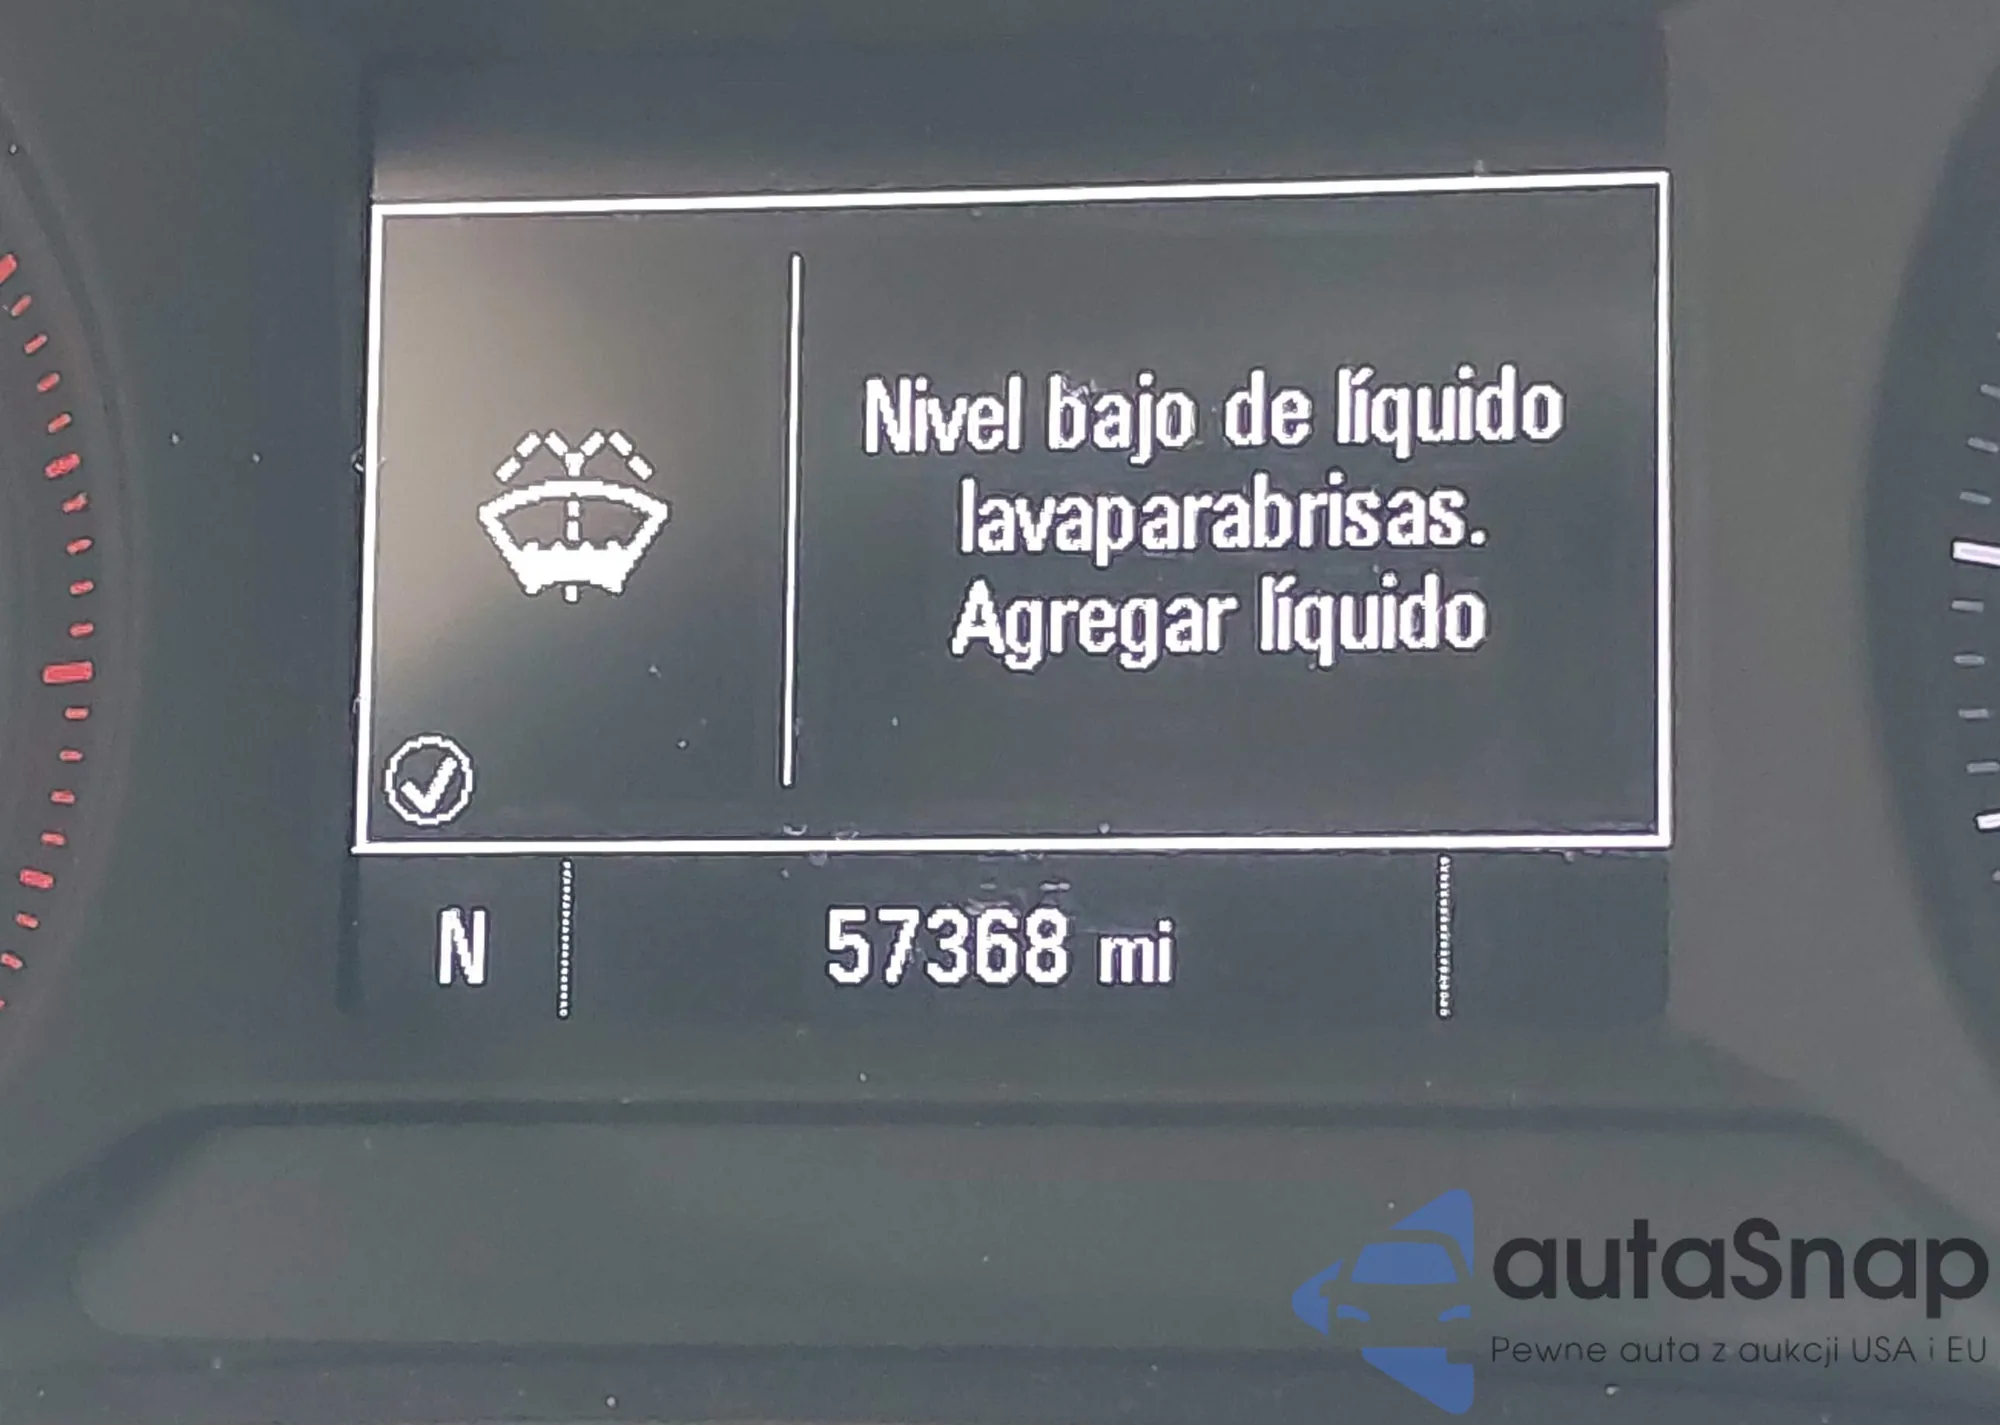 Nivel bajo de líquido
lavaparabrisas.
Agregar líquido
N
57368 mi
autaSnap
Pewne auta z aukcji USA i EU